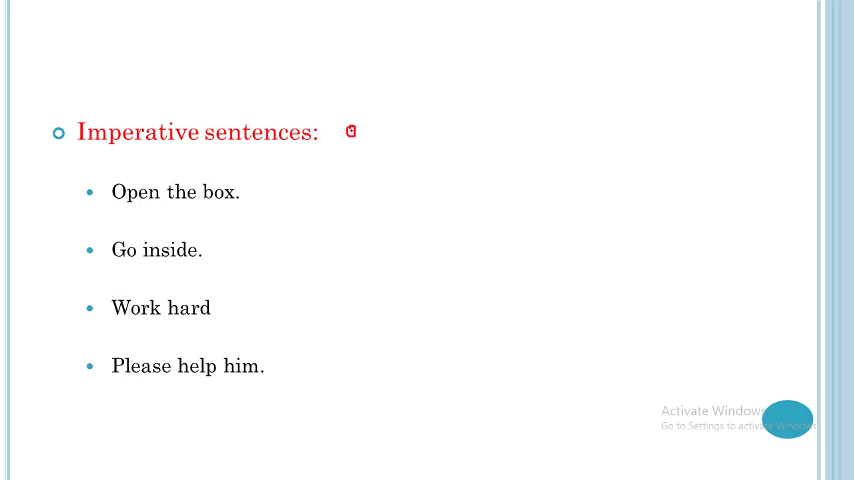 Imperative sentences:
Open the box.
Go inside.
Work hard
Please help him.
Activate Windows
Go to Settings to activate Windows